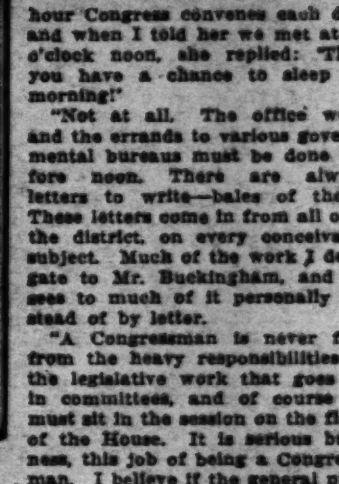 hour Congress convenes each
and when I told her we met at
o'clock noon, she replied:
you have a chance to sleep
morning!"
"Not at all. The office
and the errands to various gove
mental bureaus must be done
fore noon. There are alw
letters to write—bales of the
These letters come in from all o
the district, on every conceiva
subject. Much of the work I de
gate to Mr. Buckingham, and
sees to much of it personally
stead of by letter.
"A Congressman is never f
from the heavy responsibilities
the legislative work that goes
in committees, and of course
must sit in the session on the fl
of the House. It is serious bu
ness, this job of being a Congre
man. I believe if the general